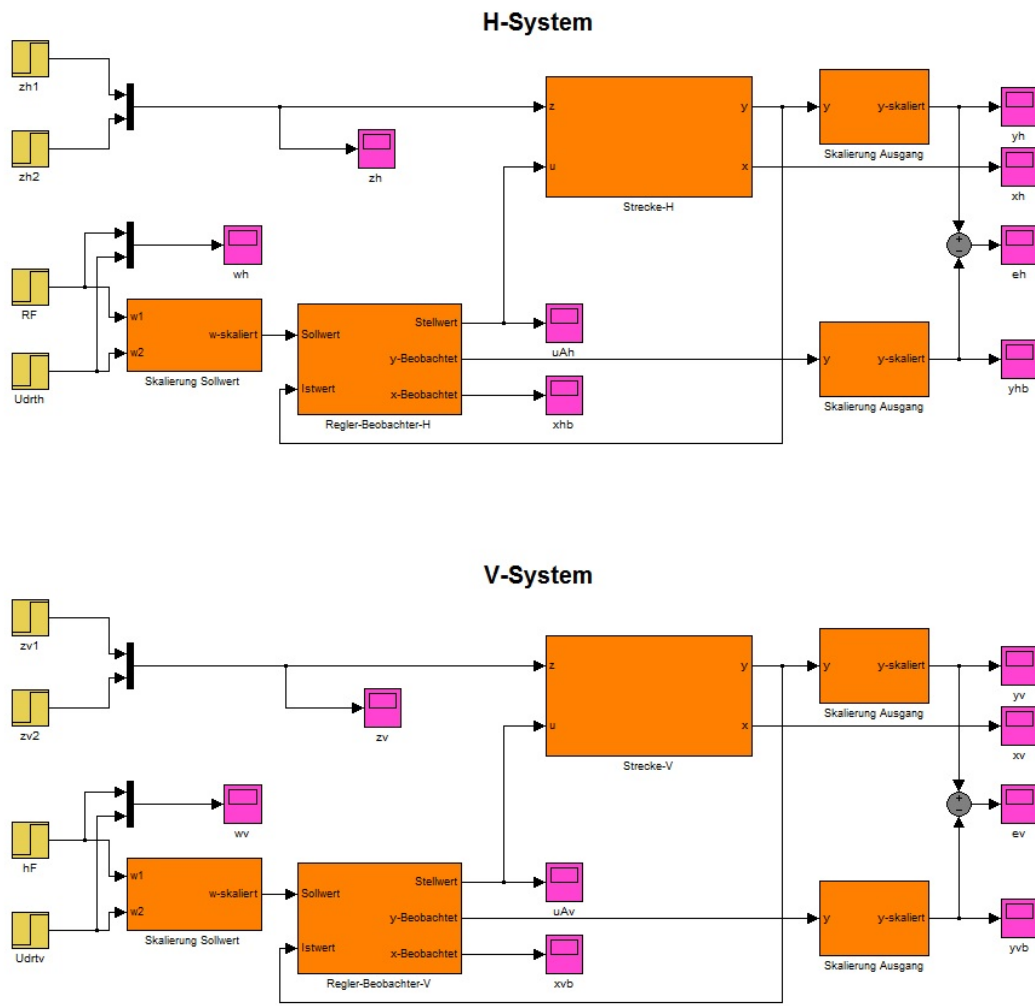 H-System
zh1
zh2
zh
z
u
y
x
Strecke-H
y
y-skaliert
Skalierung Ausgang
yh
xh
+
−
eh
wh
RF
Udrth
w1
w2
w-skaliert
Skalierung Sollwert
Sollwert
Istwert
Stellwert
y-Beobachtet
x-Beobachtet
Regler-Beobachter-H
uAh
xhb
y
y-skaliert
Skalierung Ausgang
yhb
V-System
zv1
zv2
zv
z
u
y
x
Strecke-V
y
y-skaliert
Skalierung Ausgang
yv
xv
+
−
ev
wv
hF
Udrtv
w1
w2
w-skaliert
Skalierung Sollwert
Sollwert
Istwert
Stellwert
y-Beobachtet
x-Beobachtet
Regler-Beobachter-V
uAv
xvb
y
y-skaliert
Skalierung Ausgang
yvb